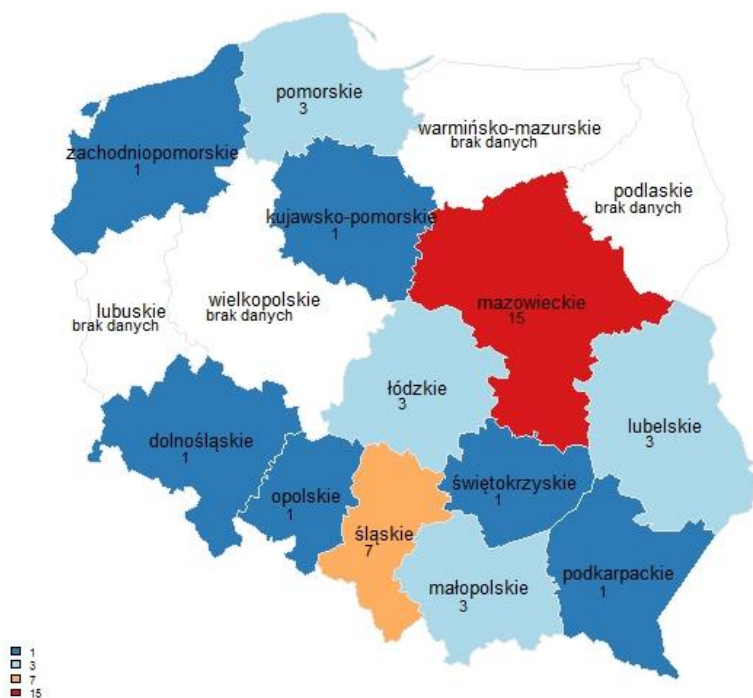 pomorskie
3
warmińsko-mazurskie
brak danych
zachodniopomorskie
1
podlaskie
brak danych
kujawsko-pomorskie
1
lubuskie
brak danych
wielkopolskie
brak danych
mazowieckie
15
łódzkie
3
lubelskie
3
dolnośląskie
1
opolskie
1
świętokrzyskie
1
śląskie
7
małopolskie
3
podkarpackie
1
1
3
7
15